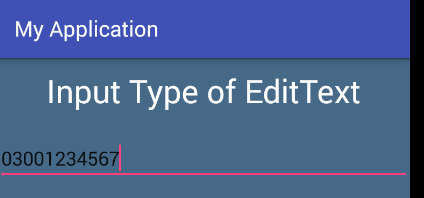 My Application
Input Type of EditText
03001234567